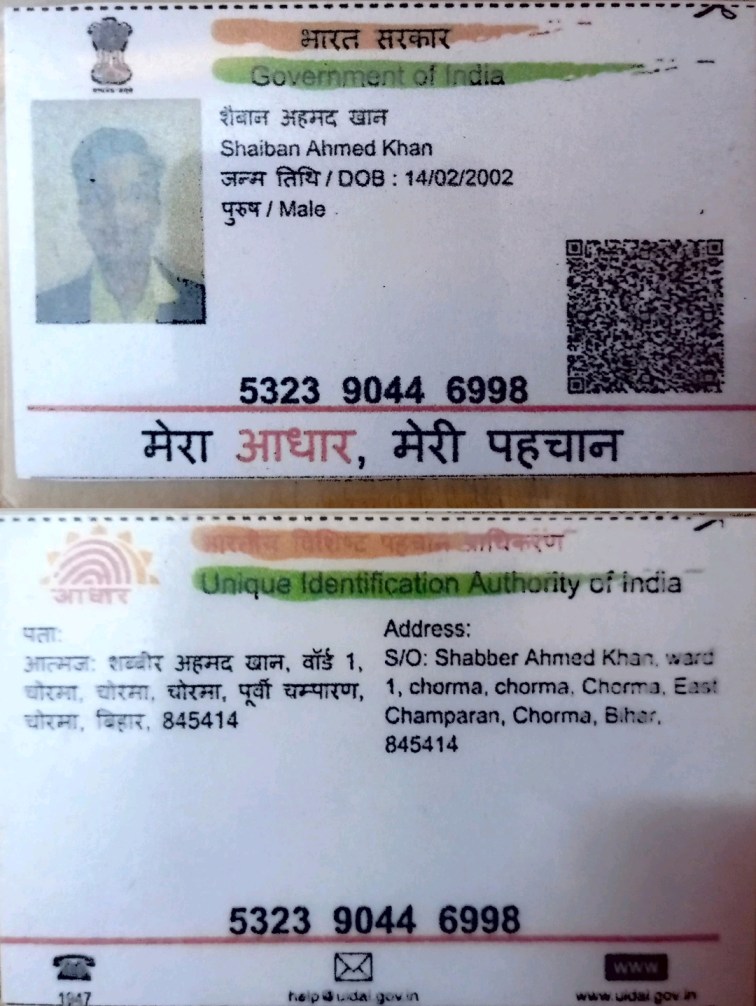 भारत सरकार
Government of India
शैबान अहमद खान
Shaiban Ahmed Khan
जन्म तिथि / DOB : 14/02/2002
पुरुष / Male
5323 9044 6998
मेरा आधार, मेरी पहचान
भारतीय विशिष्ट पहचान प्राधिकरण
Unique Identification Authority of India
आधार
पता:
आत्मज: शब्बीर अहमद खान, वॉर्ड 1,
चोरमा, चोरमा, चोरमा, पूर्वी चम्पारण,
चोरमा, बिहार, 845414
Address:
S/O: Shabber Ahmed Khan, ward
1, chorma, chorma, Chorma, East
Champaran, Chorma, Bihar,
845414
5323 9044 6998
1947
help@uidai.gov.in
www
www.uidai.gov.in